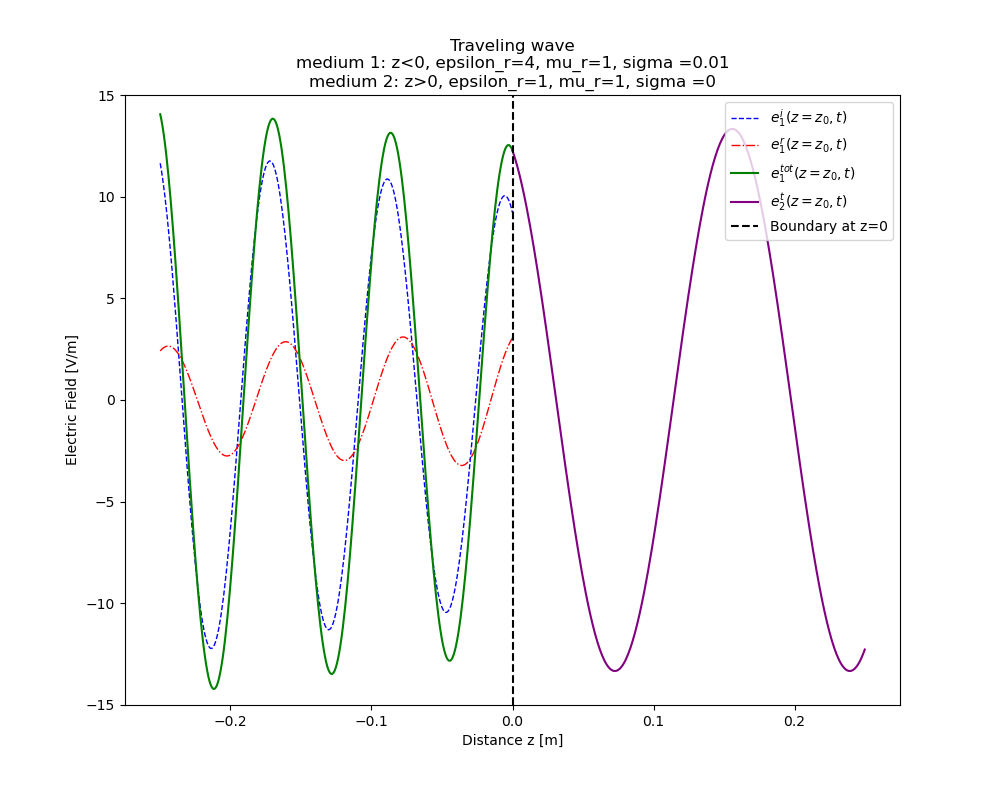 Traveling wave
medium 1: z<0, epsilon_r=4, mu_r=1, sigma =0.01
medium 2: z>0, epsilon_r=1, mu_r=1, sigma =0
15
10
5
0
−5
−10
−15
Electric Field [V/m]
e_1^i(z = z_0, t)
e_1^r(z = z_0, t)
e_1^{tot}(z = z_0, t)
e_2^t(z = z_0, t)
Boundary at z=0
−0.2
−0.1
0.0
0.1
0.2
Distance z [m]